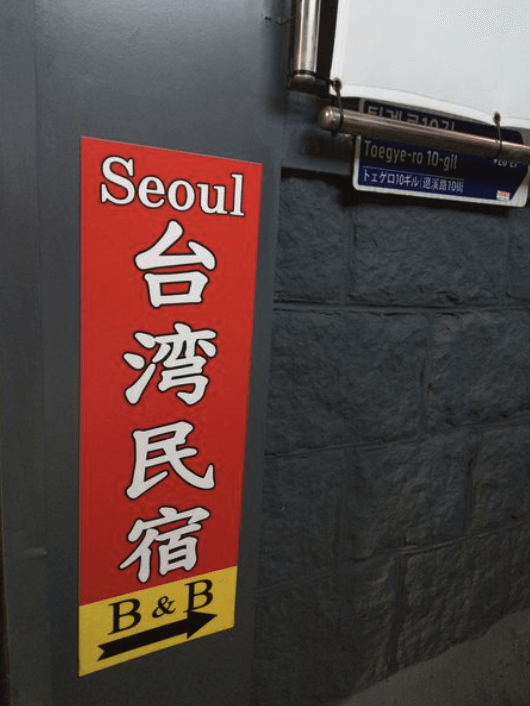 Seoul
台湾民宿
B & B
Toegye-ro 10-gil
トェゲロ10ギル|退溪路10街